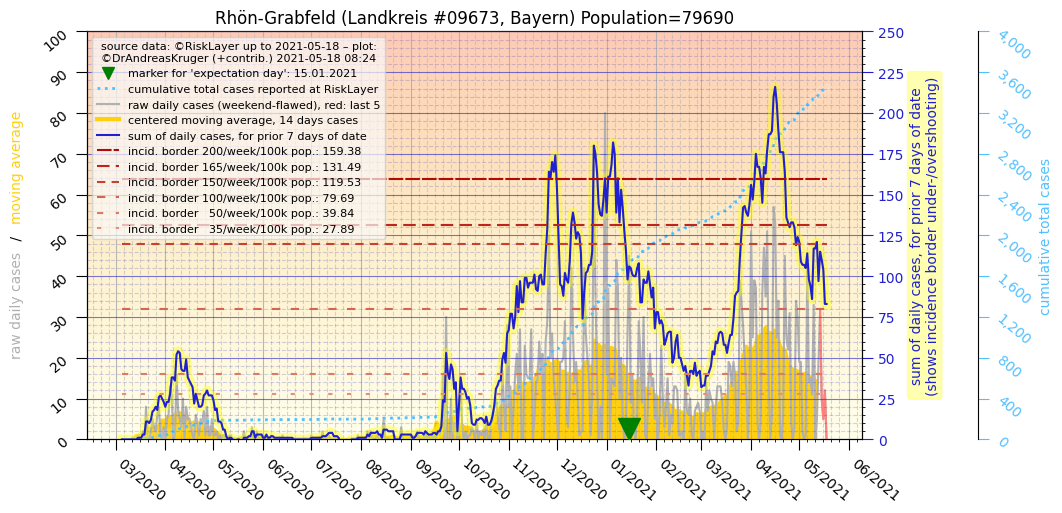 Rhön-Grabfeld (Landkreis #09673, Bayern) Population=79690
source data: ©RiskLayer up to 2021-05-18 – plot:
©DrAndreasKruger (+contrib.) 2021-05-18 08:24
marker for 'expectation day': 15.01.2021
cumulative total cases reported at RiskLayer
raw daily cases (weekend-flawed), red: last 5
centered moving average, 14 days cases
sum of daily cases, for prior 7 days of date
incid. border 200/week/100k pop.: 159.38
incid. border 165/week/100k pop.: 131.49
incid. border 150/week/100k pop.: 119.53
incid. border 100/week/100k pop.: 79.69
incid. border   50/week/100k pop.: 39.84
incid. border   35/week/100k pop.: 27.89
raw daily cases / moving average
100
90
80
70
60
50
40
30
20
10
0
03/2020
04/2020
05/2020
06/2020
07/2020
08/2020
09/2020
10/2020
11/2020
12/2020
01/2021
02/2021
03/2021
04/2021
05/2021
06/2021
250
225
200
175
150
125
100
75
50
25
0
sum of daily cases, for prior 7 days of date
(shows incidence border under-/overshooting)
4,000
3,600
3,200
2,800
2,400
2,000
1,600
1,200
800
400
0
cumulative total cases